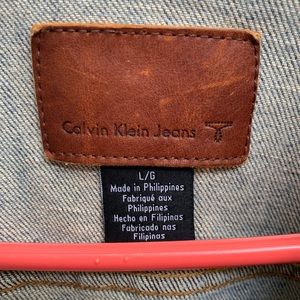 Calvin Klein Jeans
L/G
Made in Philippines
Fabriqué aux
Philippines
Hecho en Filipinas
Fabricado nas
Filipinas